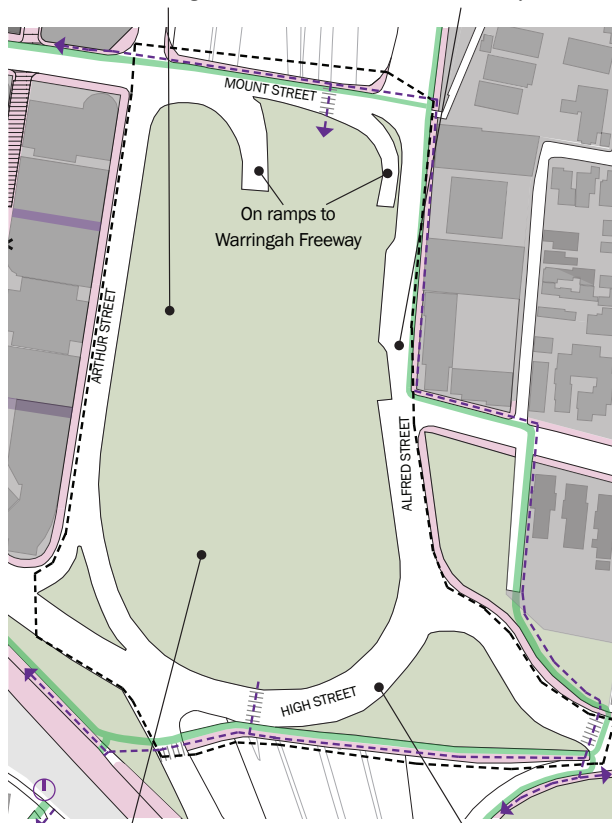 MOUNT STREET
On ramps to
Warringah Freeway
ARTHUR STREET
ALFRED STREET
HIGH STREET